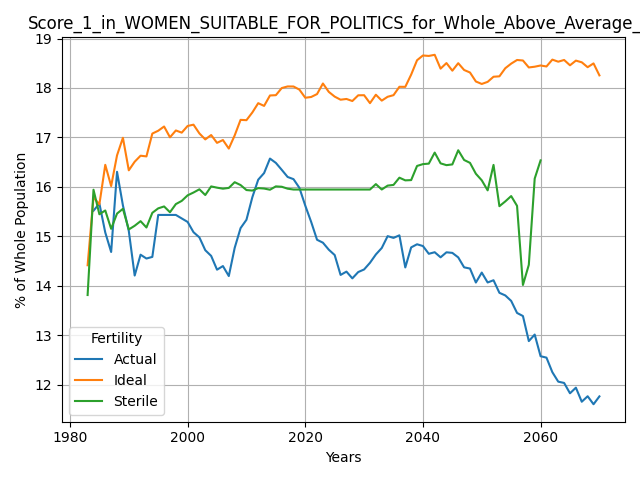 Score_1_in_WOMEN_SUITABLE_FOR_POLITICS_for_Whole_Above_Average_
% of Whole Population
19
18
17
16
15
14
13
12
Fertility
Actual
Ideal
Sterile
1980
2000
2020
2040
2060
Years